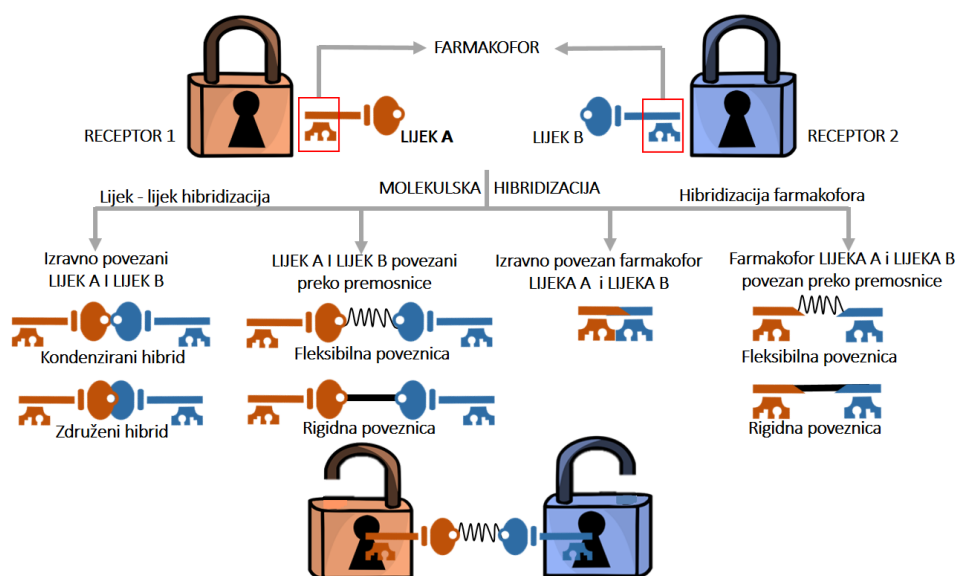 FARMAKOFOR
RECEPTOR 1
LIJEK A
LIJEK B
RECEPTOR 2
MOLEKULSKA HIBRIDIZACIJA
Lijek - lijek hibridizacija
Hibridizacija farmakofora
Izravno povezani
LIJEK A I LIJEK B
Kondenzirani hibrid
Združeni hibrid
LIJEK A I LIJEK B povezani
preko premosnice
Fleksibilna poveznica
Rigidna poveznica
Izravno povezan farmakofor
LIJEKA A i LIJEKA B
Farmakofor LIJEKA A i LIJEKA B
povezan preko premosnice
Fleksibilna poveznica
Rigidna poveznica